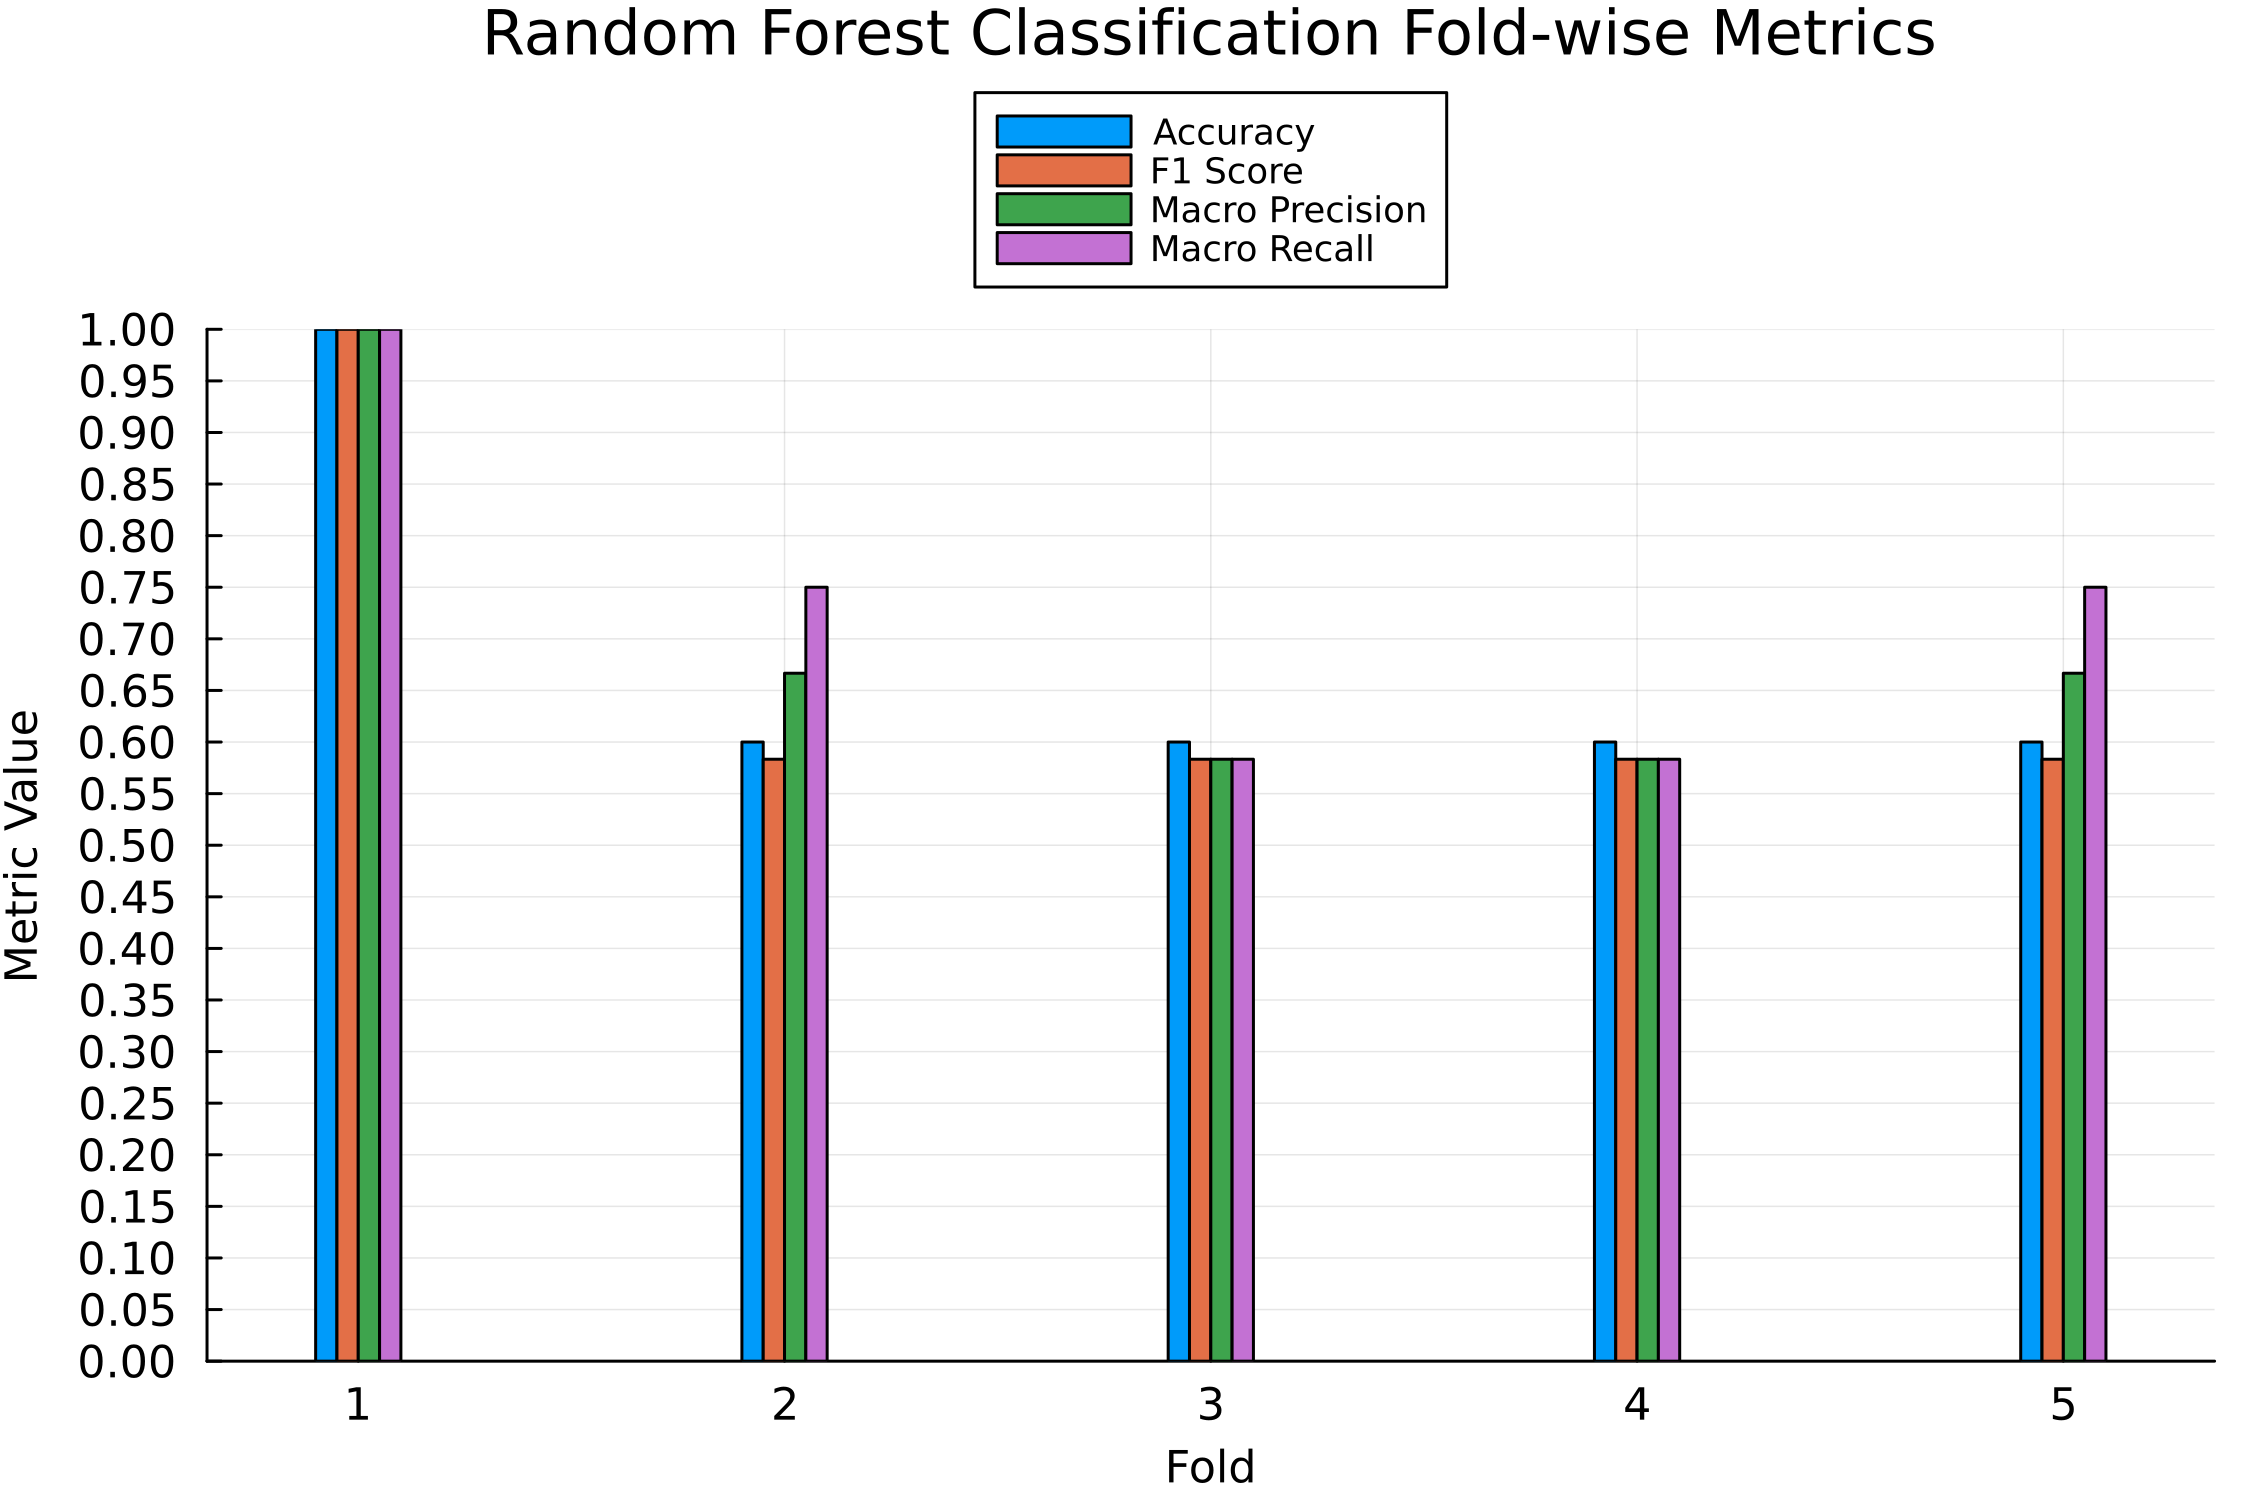 Random Forest Classification Fold-wise Metrics
Accuracy
F1 Score
Macro Precision
Macro Recall
1.00
0.95
0.90
0.85
0.80
0.75
0.70
0.65
0.60
0.55
0.50
0.45
0.40
0.35
0.30
0.25
0.20
0.15
0.10
0.05
0.00
Metric Value
1 2 3 4 5
Fold